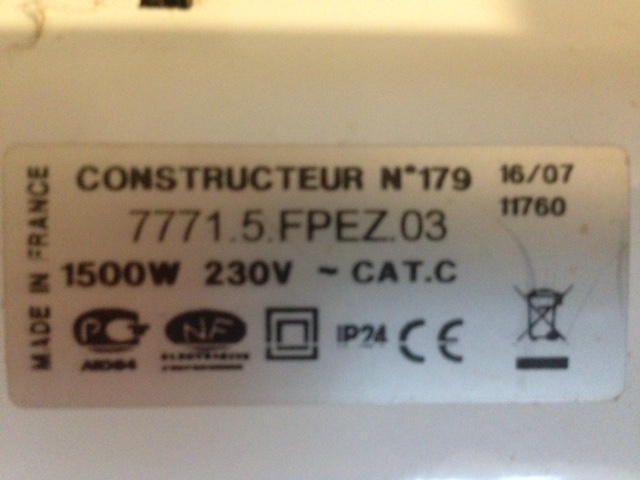 CONSTRUCTEUR N°179
16/07
11760
7771.5.FPEZ.03
1500W 230V ~ CAT.C
MADE IN FRANCE
NF
IP24 CE